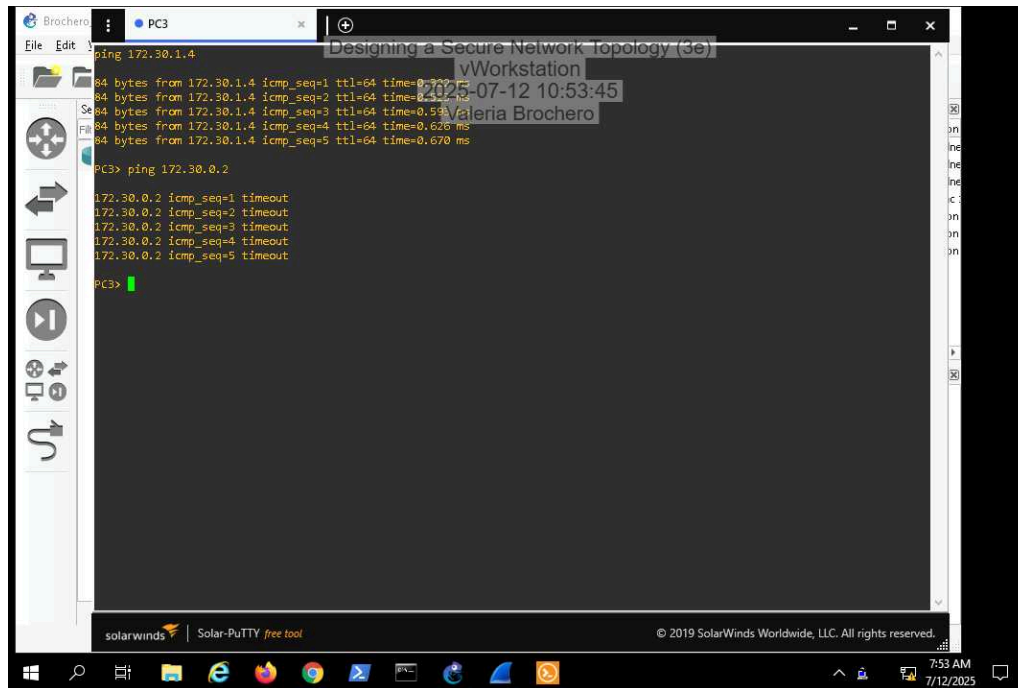 Brochero
PC3
File Edit
Designing a Secure Network Topology (3e)
vWorkstation
2025-07-12 10:53:45
Valeria Brochero
ping 172.30.1.4
84 bytes from 172.30.1.4 icmp_seq=1 ttl=64 ms
84 bytes from 172.30.1.4 icmp_seq=2 ttl=64 ms
84 bytes from 172.30.1.4 icmp_seq=3 ttl=64
84 bytes from 172.30.1.4 icmp_seq=4 ttl=64 time=0.626 ms
84 bytes from 172.30.1.4 icmp_seq=5 ttl=64 time=0.670 ms
PC3> ping 172.30.0.2
172.30.0.2 icmp_seq=1 timeout
172.30.0.2 icmp_seq=2 timeout
172.30.0.2 icmp_seq=3 timeout
172.30.0.2 icmp_seq=4 timeout
172.30.0.2 icmp_seq=5 timeout
PC3>
solarwinds | Solar-PuTTY free tool
© 2019 SolarWinds Worldwide, LLC. All rights reserved.
7:53 AM
7/12/2025